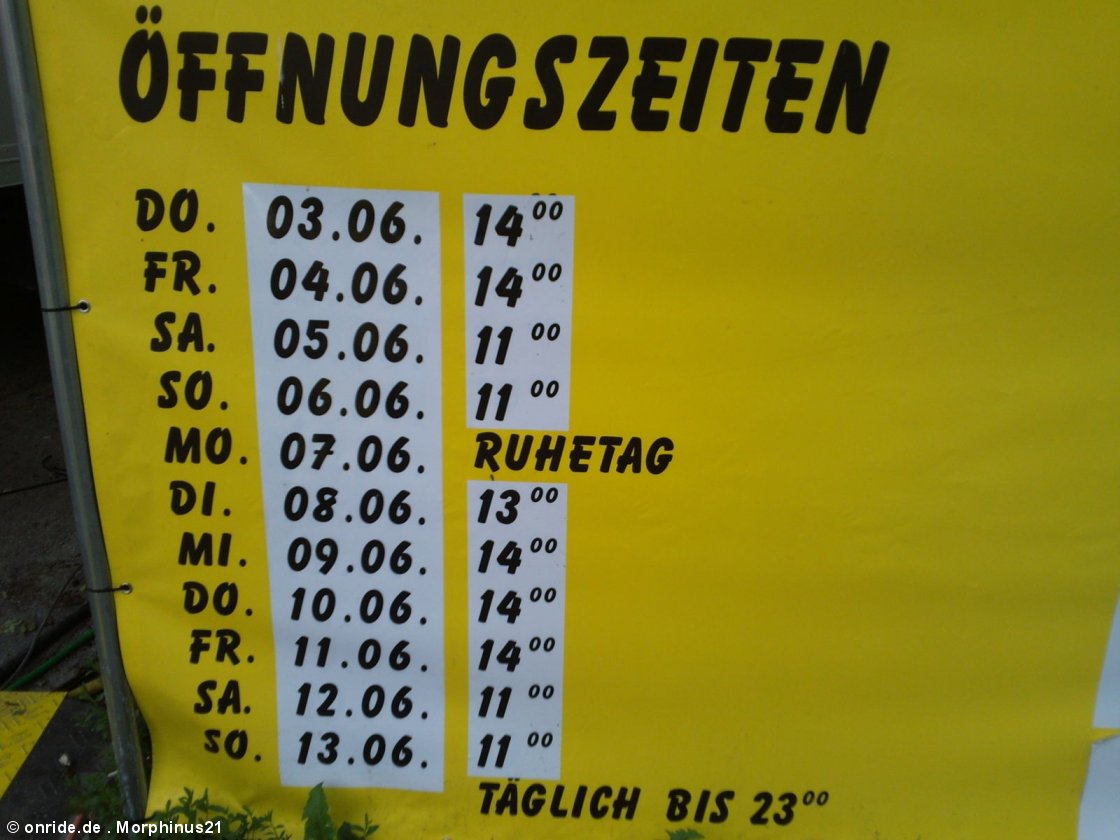 ÖFFNUNGSZEITEN
DO. 03.06. 14⁰⁰
FR. 04.06. 14⁰⁰
SA. 05.06. 11⁰⁰
SO. 06.06. 11⁰⁰
MO. 07.06. RUHETAG
DI. 08.06. 13⁰⁰
MI. 09.06. 14⁰⁰
DO. 10.06. 14⁰⁰
FR. 11.06. 14⁰⁰
SA. 12.06. 11⁰⁰
SO. 13.06. 11⁰⁰
TÄGLICH BIS 23⁰⁰
© onride.de . Morphinus21